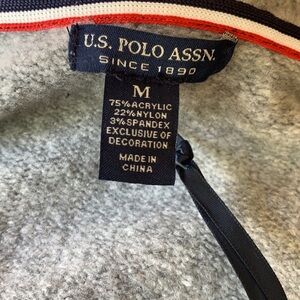 U.S. POLO ASSN.
SINCE 1890
M
75%ACRYLIC
22%NYLON
3%SPANDEX
EXCLUSIVE OF
DECORATION
MADE IN
CHINA